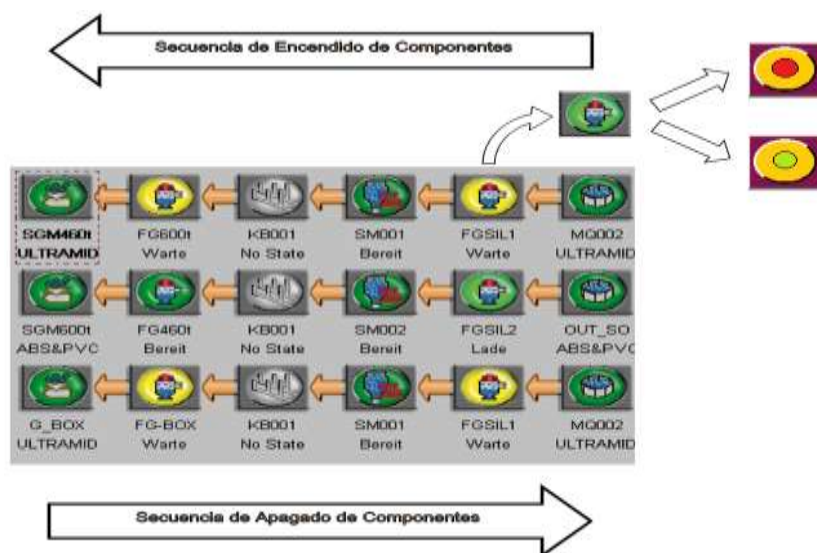 Secuencia de Encendido de Componentes
SGM460t FG600t KB001 SM001 FGSIL1 MQ002
ULTRAMID Warte No State Bereit Warte ULTRAMID
SGM600t FG460t KB001 SM002 FGSIL2 OUT_SO
ABS&PVC Bereit No State Bereit Lade ABS&PVC
G_BOX FG-BOX KB001 SM001 FGSIL1 MQ002
ULTRAMID Warte No State Bereit Warte ULTRAMID
Secuencia de Apagado de Componentes